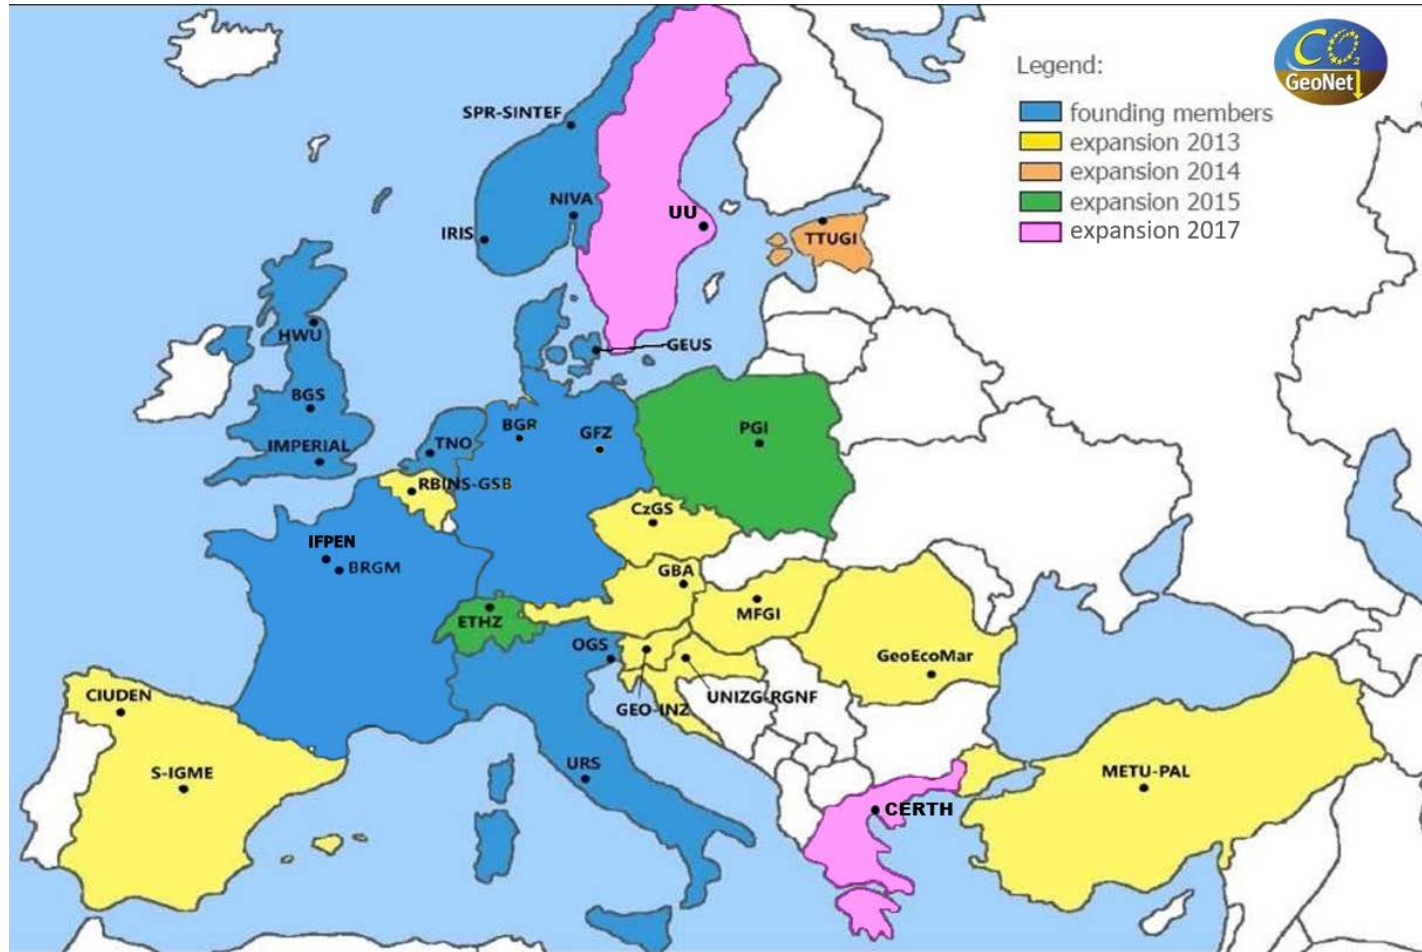 CO2
GeoNet
Legend:
founding members
expansion 2013
expansion 2014
expansion 2015
expansion 2017
SPR-SINTEF
NIVA
UU
IRIS
TTUGI
HWU
GEUS
BGS
IMPERIAL
TNO
BGR
GFZ
PGI
RBINS-GSB
CzGS
IFPEN
BRGM
GBA
MFGI
ETHZ
OGS
GeoEcoMar
CIUDEN
GEO-INZ
UNIZG-RGNF
S-IGME
URS
METU-PAL
CERTH